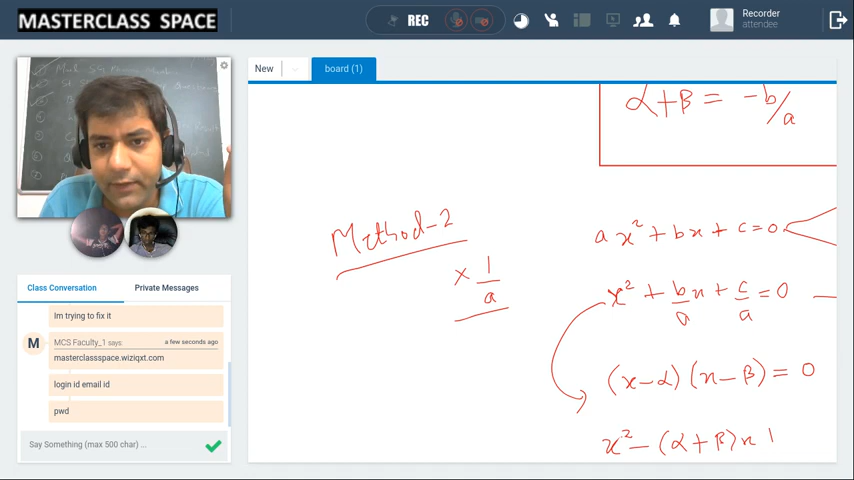 MASTERCLASS SPACE
REC
Recorder
attendee
New
board (1)
α+β = -b/a
Method-2
× 1/a
ax² + bx + c = 0
x² + b/a x + c/a = 0
(x-α)(x-β) = 0
x² - (α+β)x
Class Conversation
Private Messages
Im trying to fix it
M
MCS Faculty_1 says
a few seconds ago
masterclassspace.wiziqxt.com
login id email id
pwd
Say Something (max 500 char) ...